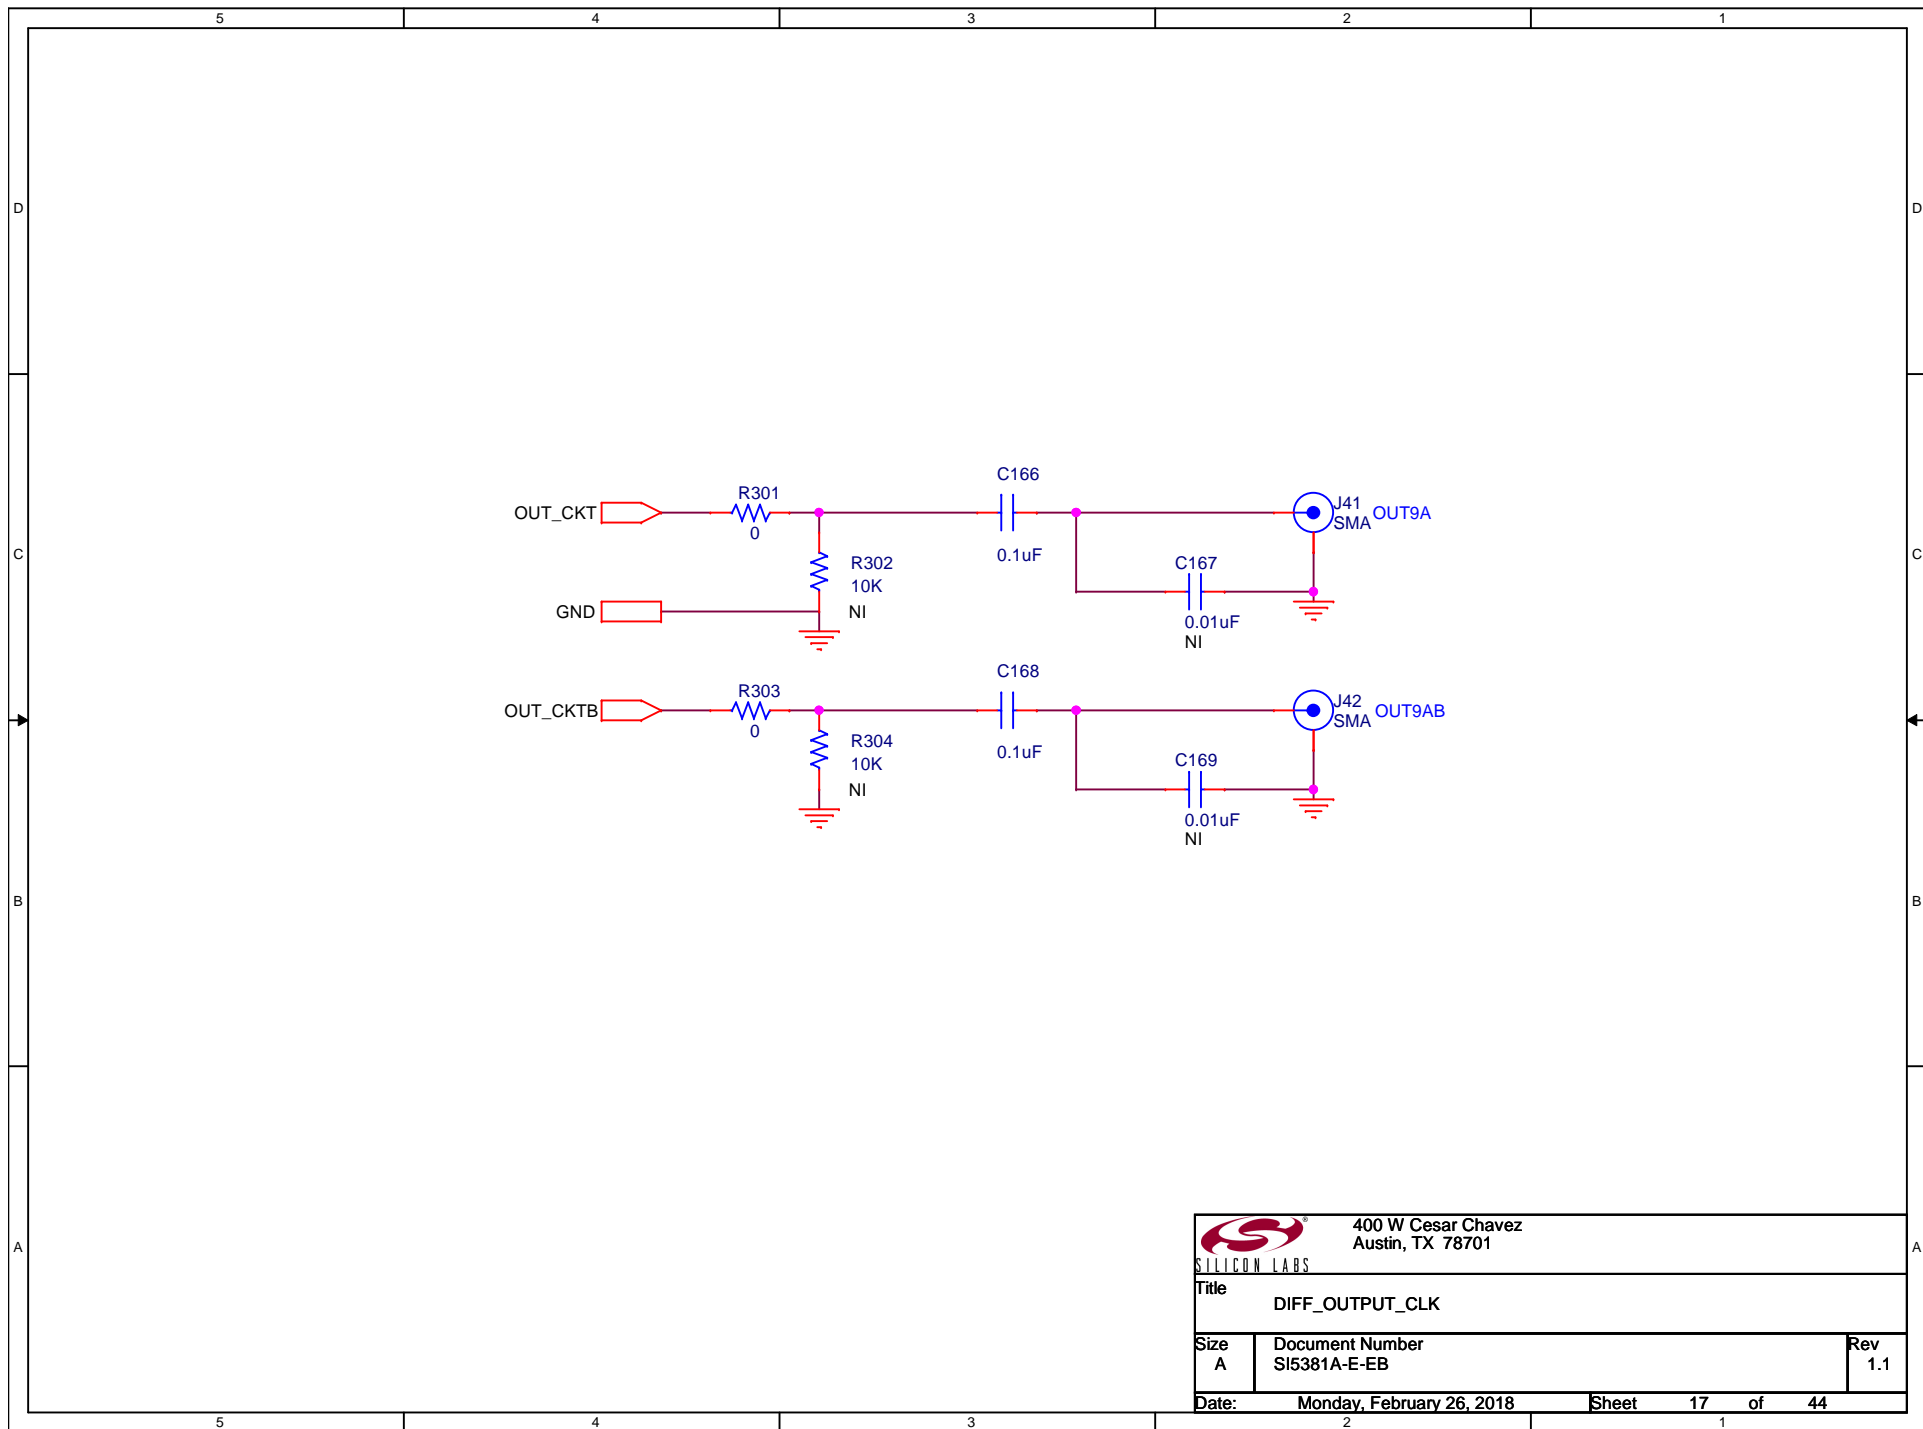 5 4 3 2 1
D D
C166
R301
OUT_CKT
0
J41
SMA OUT9A
C C
0.1uF
R302
10K
NI
C167
GND
0.01uF
NI
C168
R303
OUT_CKTB
0
J42
SMA OUT9AB
R304
10K
NI
0.1uF
C169
0.01uF
NI
B B
A A
SILICON LABS
®
400 W Cesar Chavez
Austin, TX 78701
Title
DIFF_OUTPUT_CLK
Size
A
Document Number
SI5381A-E-EB
Rev
1.1
Date: Monday, February 26, 2018 Sheet 17 of 44
5 4 3 2 1